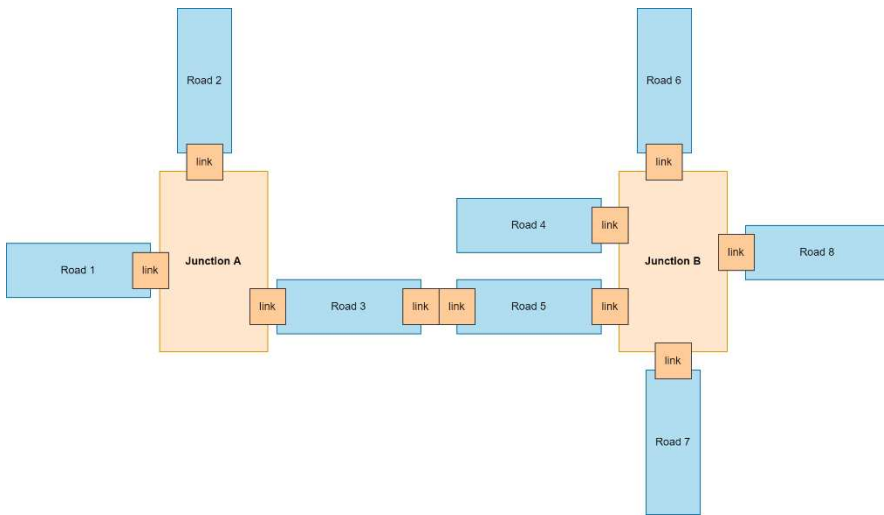 Road 2
Road 6
link
link
Road 4
link
Road 1
link
Junction A
Junction B
link
Road 8
link
Road 3
link
link
Road 5
link
link
Road 7